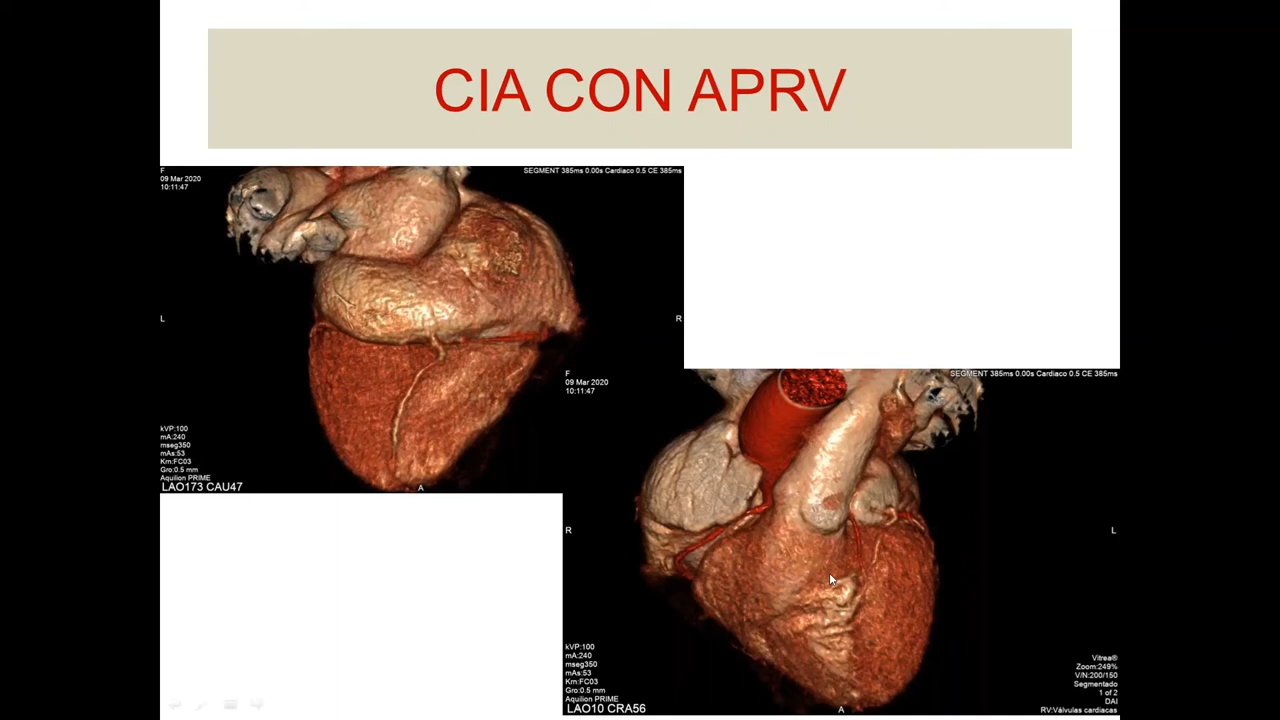 CIA CON APRV
F
09 Mar 2020
10:11:47
SEGMENT 385ms 0.00s Cardiaco 0.5 CE 385ms
L
R
kVP:100
mA:240
mseg350
mAs:53
Krn:FC03
Gro:0.5 mm
Aquilion PRIME
LAO173 CAU47
A
F
09 Mar 2020
10:11:47
SEGMENT 385ms 0.00s Cardiaco 0.5 CE 385ms
R
L
kVP:100
mA:240
mseg350
mAs:53
Krn:FC03
Gro:0.5 mm
Aquilion PRIME
LAO10 CRA56
A
Vitrea®
Zoom:249%
V/N:200/150
Segmentado
1 of 2
DAI
RV:Válvulas cardiacas